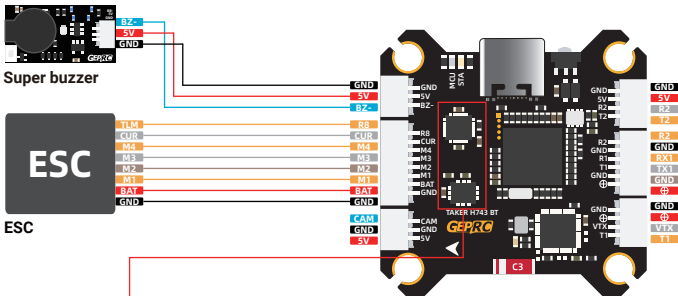 BZ-
5V
GND
GEPRC
Super buzzer
ESC
ESC
TLM
CUR
M4
M3
M2
M1
BAT
GND
GND
5V
BZ-
R8
CUR
M4
M3
M2
M1
BAT
GND
CAM
GND
5V
GND
5V
BZ-
R8
CUR
M4
M3
M2
M1
BAT
GND
CAM
GND
5V
MCU
STA
TAKER H743 BT
GEPRC
C3
GND
5V
R2
T2
R2
GND
R1
T1
GND
GND
VTX
T1
GND
5V
R2
T2
R2
GND
RX1
TX1
GND
GND
VTX
T1